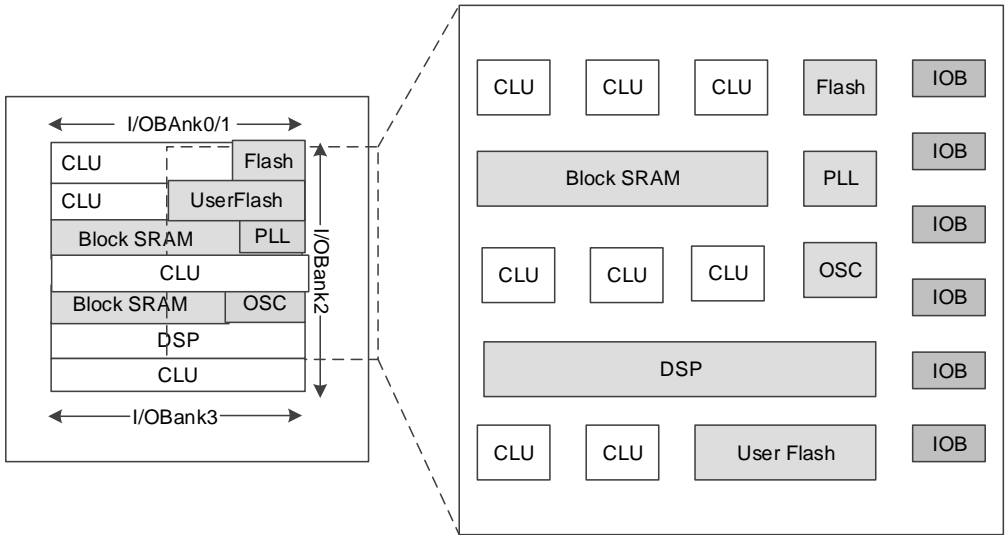 I/OBAnk0/1
CLU
Flash
CLU
UserFlash
Block SRAM
PLL
CLU
Block SRAM
OSC
DSP
CLU
I/OBank2
I/OBank3
CLU
CLU
CLU
Flash
IOB
Block SRAM
PLL
IOB
IOB
CLU
CLU
CLU
OSC
IOB
DSP
IOB
CLU
CLU
User Flash
IOB